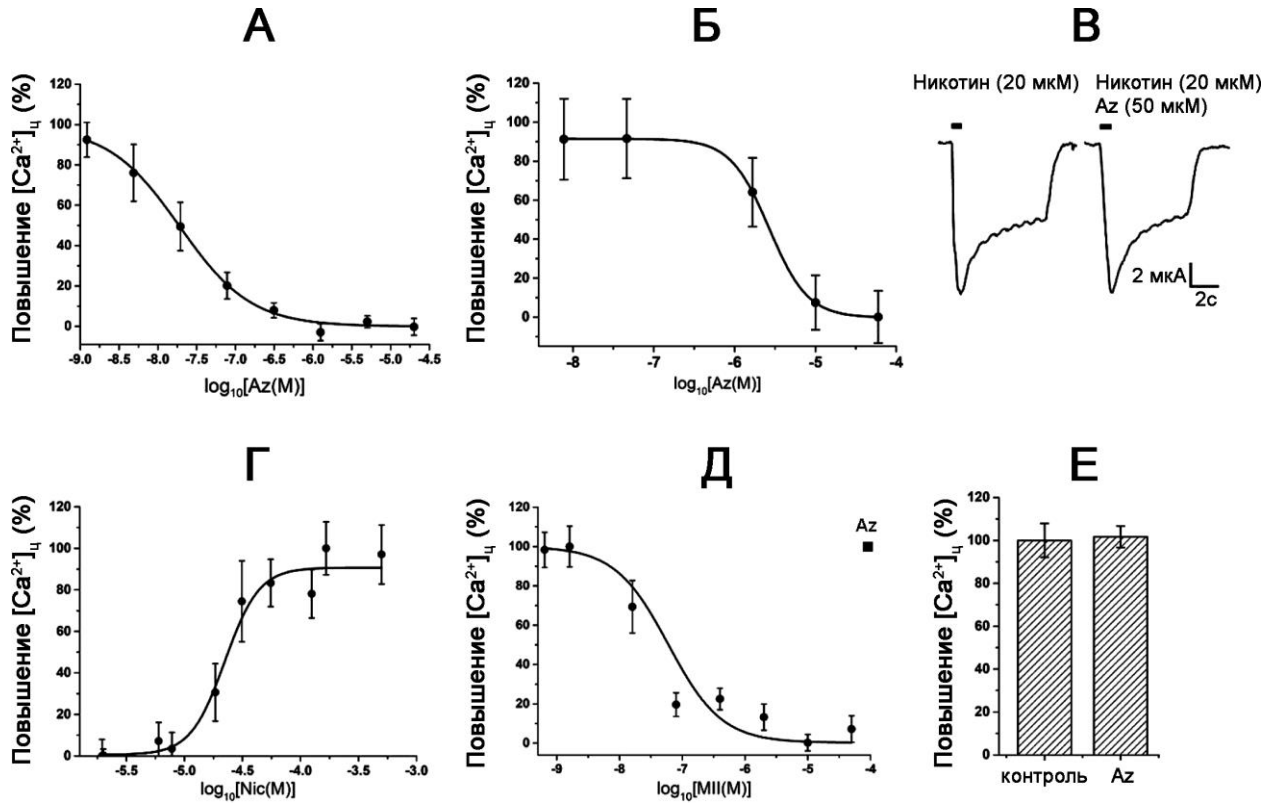 А
Повышение [Ca²⁺]ц (%)
120
100
80
60
40
20
0
-9.0 -8.5 -8.0 -7.5 -7.0 -6.5 -6.0 -5.5 -5.0 -4.5
log₁₀[Az(M)]
Б
Повышение [Ca²⁺]ц (%)
120
100
80
60
40
20
0
-8 -7 -6 -5 -4
log₁₀[Az(M)]
В
Никотин (20 мкМ)
Никотин (20 мкМ)
Az (50 мкМ)
2 мкА
2с
Г
Повышение [Ca²⁺]ц (%)
120
100
80
60
40
20
0
-5.5 -5.0 -4.5 -4.0 -3.5 -3.0
log₁₀[Nic(M)]
Д
Повышение [Ca²⁺]ц (%)
120
100
80
60
40
20
0
Az
-9 -8 -7 -6 -5 -4
log₁₀[MII(M)]
Е
Повышение [Ca²⁺]ц (%)
120
100
80
60
40
20
0
контроль Az